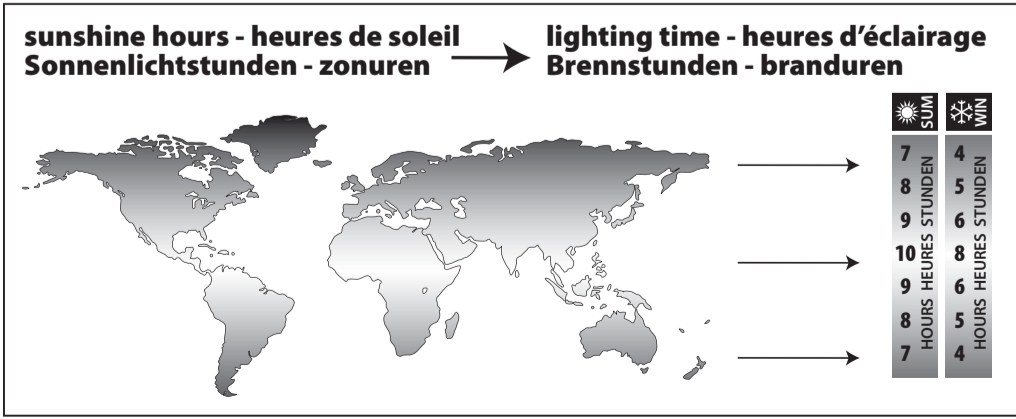 sunshine hours - heures de soleil
Sonnenlichtstunden - zonuren
lighting time - heures d’éclairage
Brennstunden - branduren
SUM WIN
7 4
8 5
9 6
10 8
9 6
8 5
7 4
HOURS HEURES STUNDEN
HOURS HEURES STUNDEN